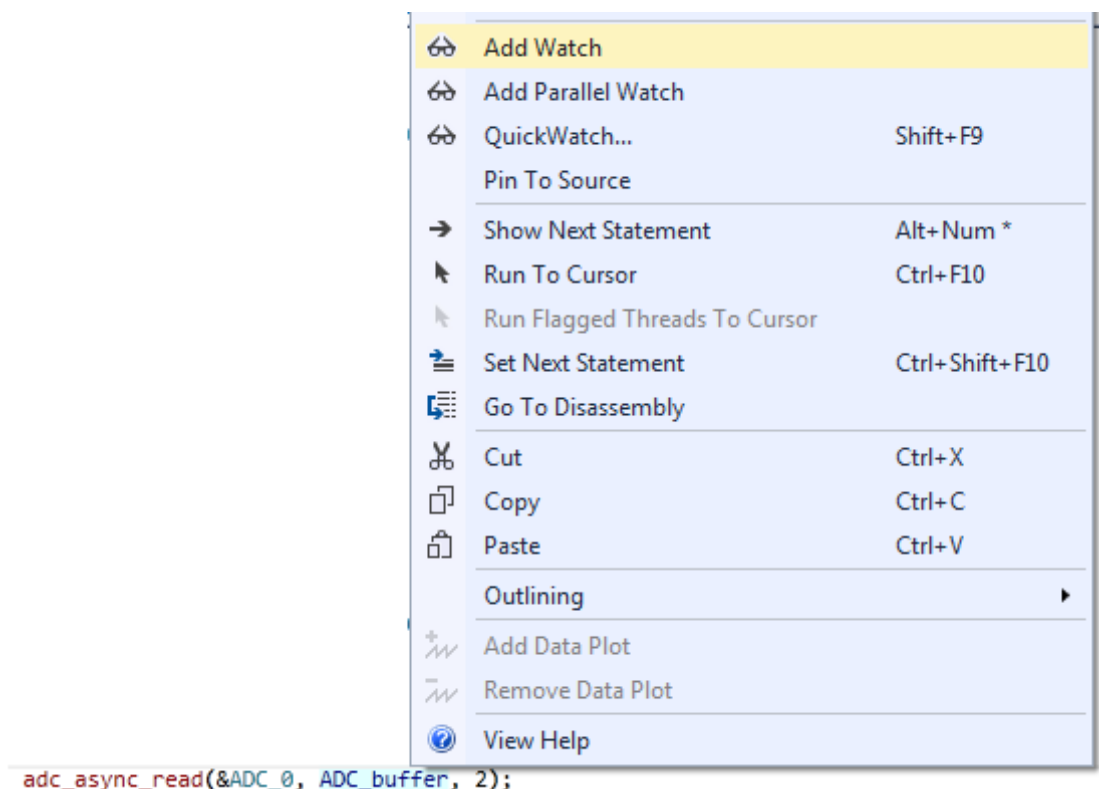 Add Watch
Add Parallel Watch
QuickWatch... Shift+F9
Pin To Source
Show Next Statement Alt+Num *
Run To Cursor Ctrl+F10
Run Flagged Threads To Cursor
Set Next Statement Ctrl+Shift+F10
Go To Disassembly
Cut Ctrl+X
Copy Ctrl+C
Paste Ctrl+V
Outlining
Add Data Plot
Remove Data Plot
View Help
adc_async_read(&ADC_0, ADC_buffer, 2);